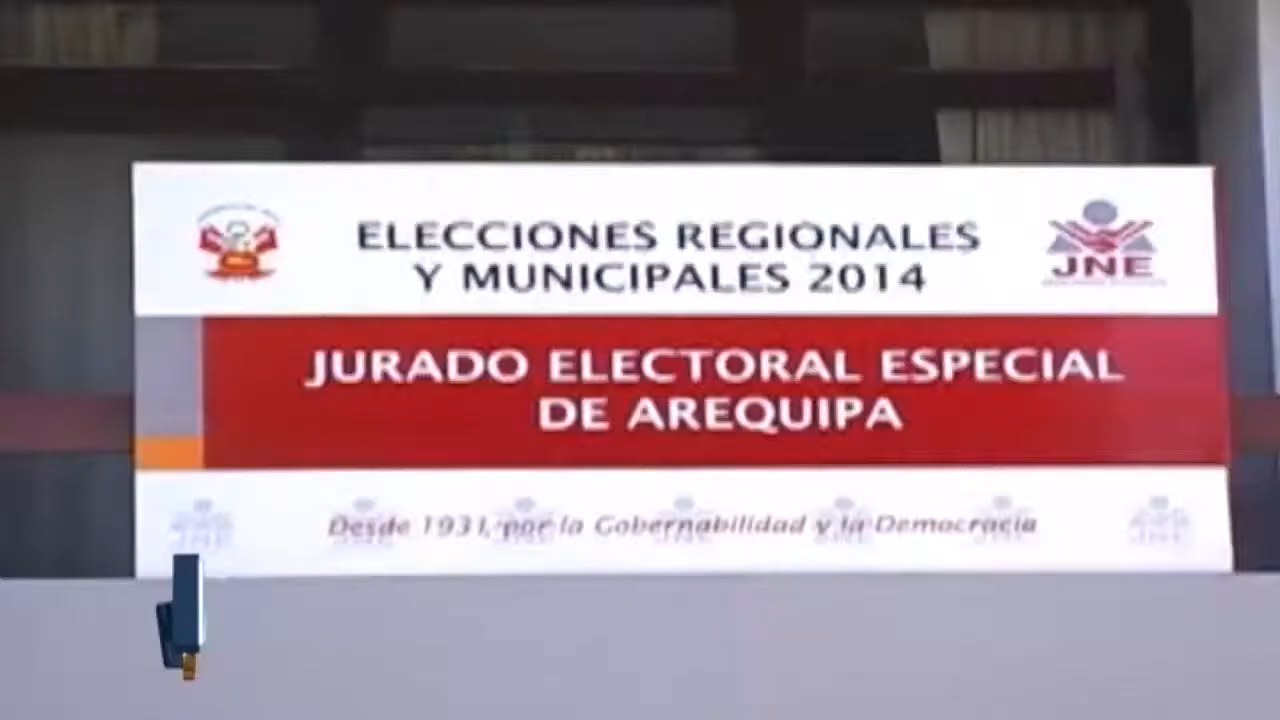 ELECCIONES REGIONALES
Y MUNICIPALES 2014
JNE
JURADO ELECTORAL ESPECIAL
DE AREQUIPA
Desde 1931, por la Gobernabilidad y la Democracia